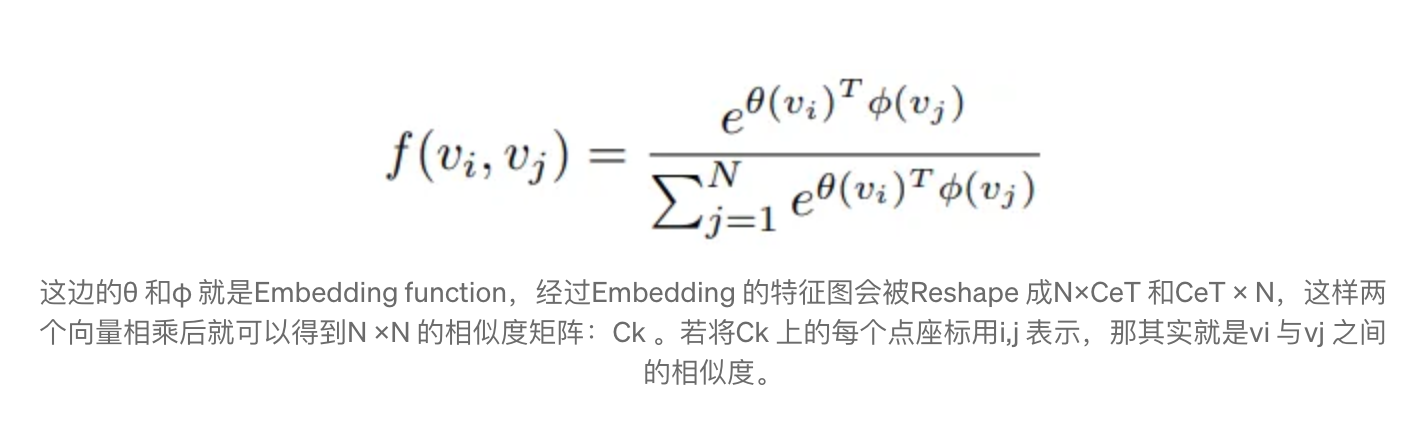 f(v_i, v_j) = \frac{e^{θ(v_i)^T ϕ(v_j)}}{\sum_{j=1}^{N} e^{θ(v_i)^T ϕ(v_j)}}
这边的θ 和φ 就是Embedding function，经过Embedding 的特征图会被Reshape 成N×CeT 和CeT × N，这样两
个向量相乘后就可以得到N ×N 的相似度矩阵：Ck 。若将Ck 上的每个点座标用i,j 表示，那其实就是vi 与vj 之间
的相似度。